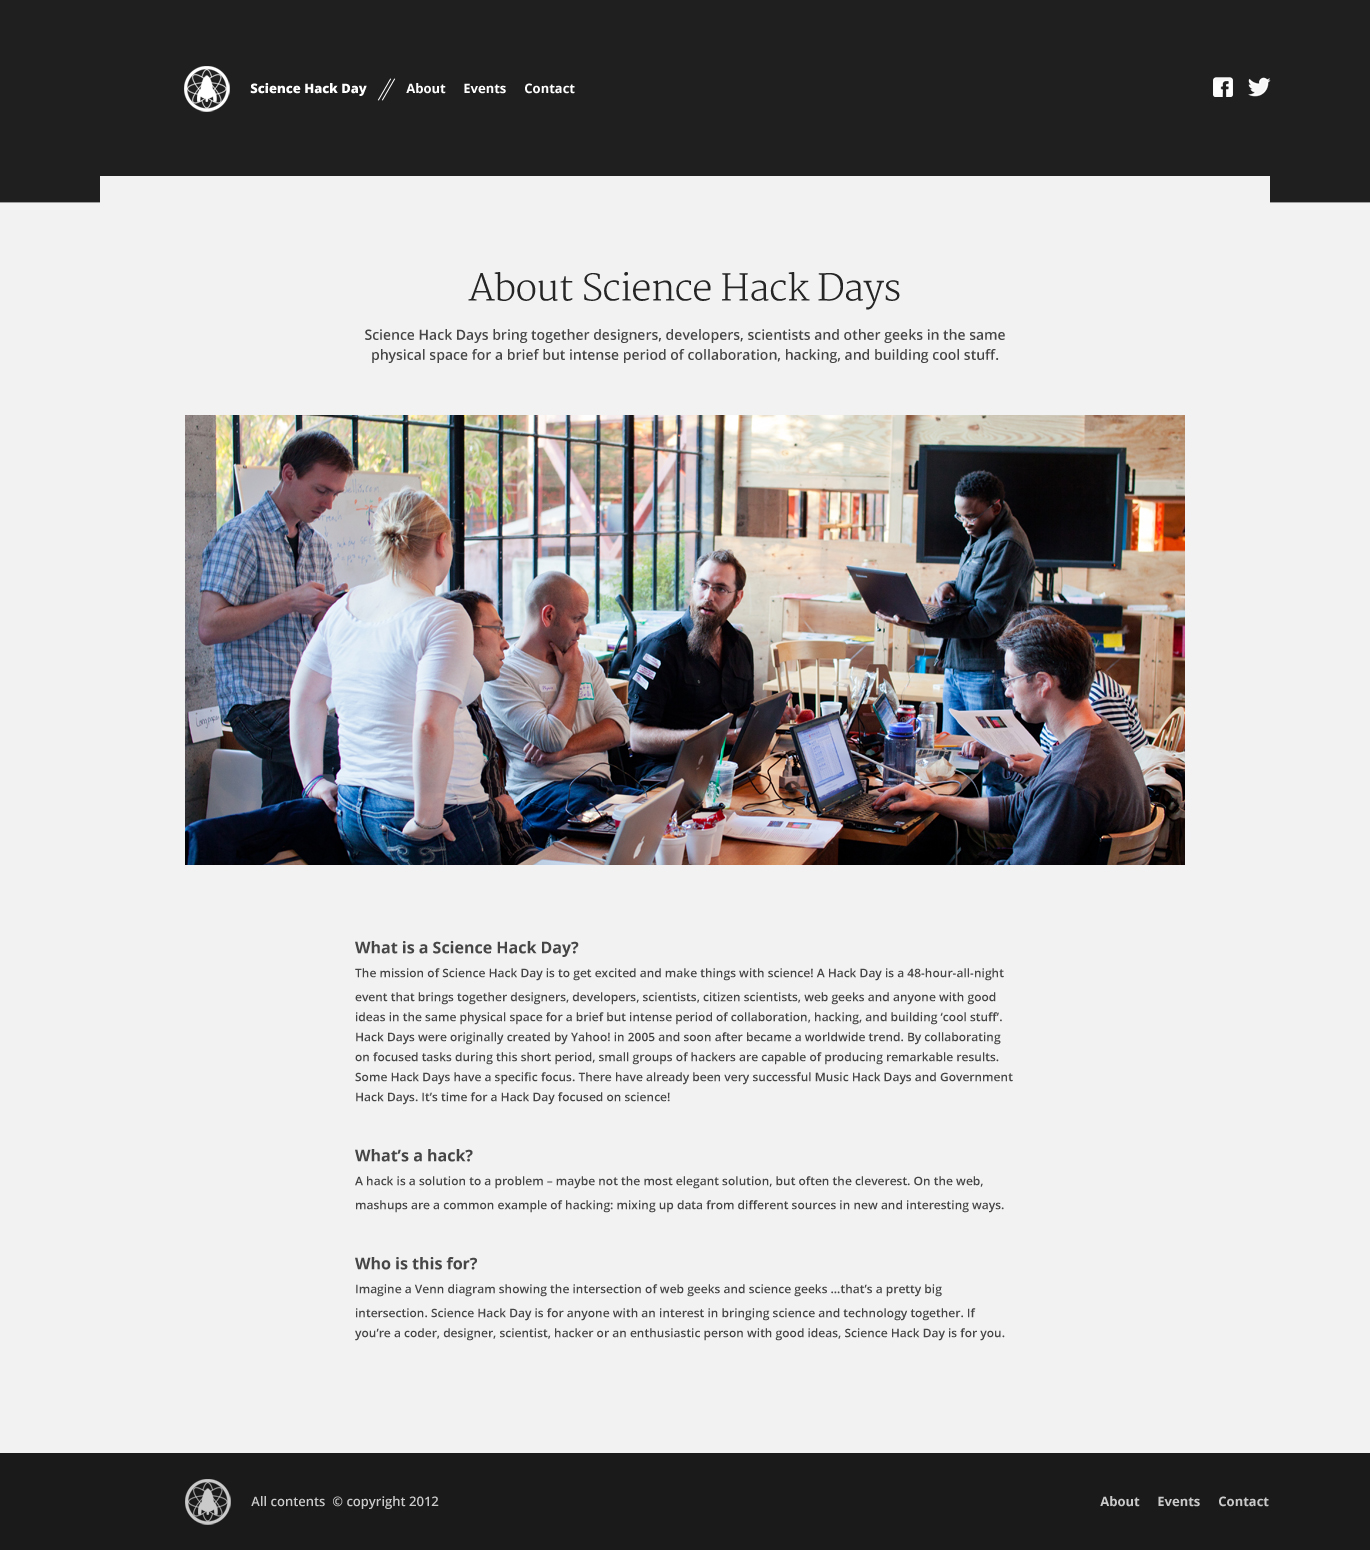 Science Hack Day // About Events Contact
About Science Hack Days
Science Hack Days bring together designers, developers, scientists and other geeks in the same
physical space for a brief but intense period of collaboration, hacking, and building cool stuff.
What is a Science Hack Day?
The mission of Science Hack Day is to get excited and make things with science! A Hack Day is a 48-hour-all-night
event that brings together designers, developers, scientists, citizen scientists, web geeks and anyone with good
ideas in the same physical space for a brief but intense period of collaboration, hacking, and building ‘cool stuff’.
Hack Days were originally created by Yahoo! in 2005 and soon after became a worldwide trend. By collaborating
on focused tasks during this short period, small groups of hackers are capable of producing remarkable results.
Some Hack Days have a specific focus. There have already been very successful Music Hack Days and Government
Hack Days. It’s time for a Hack Day focused on science!
What’s a hack?
A hack is a solution to a problem – maybe not the most elegant solution, but often the cleverest. On the web,
mashups are a common example of hacking: mixing up data from different sources in new and interesting ways.
Who is this for?
Imagine a Venn diagram showing the intersection of web geeks and science geeks ...that’s a pretty big
intersection. Science Hack Day is for anyone with an interest in bringing science and technology together. If
you’re a coder, designer, scientist, hacker or an enthusiastic person with good ideas, Science Hack Day is for you.
All contents © copyright 2012
About Events Contact